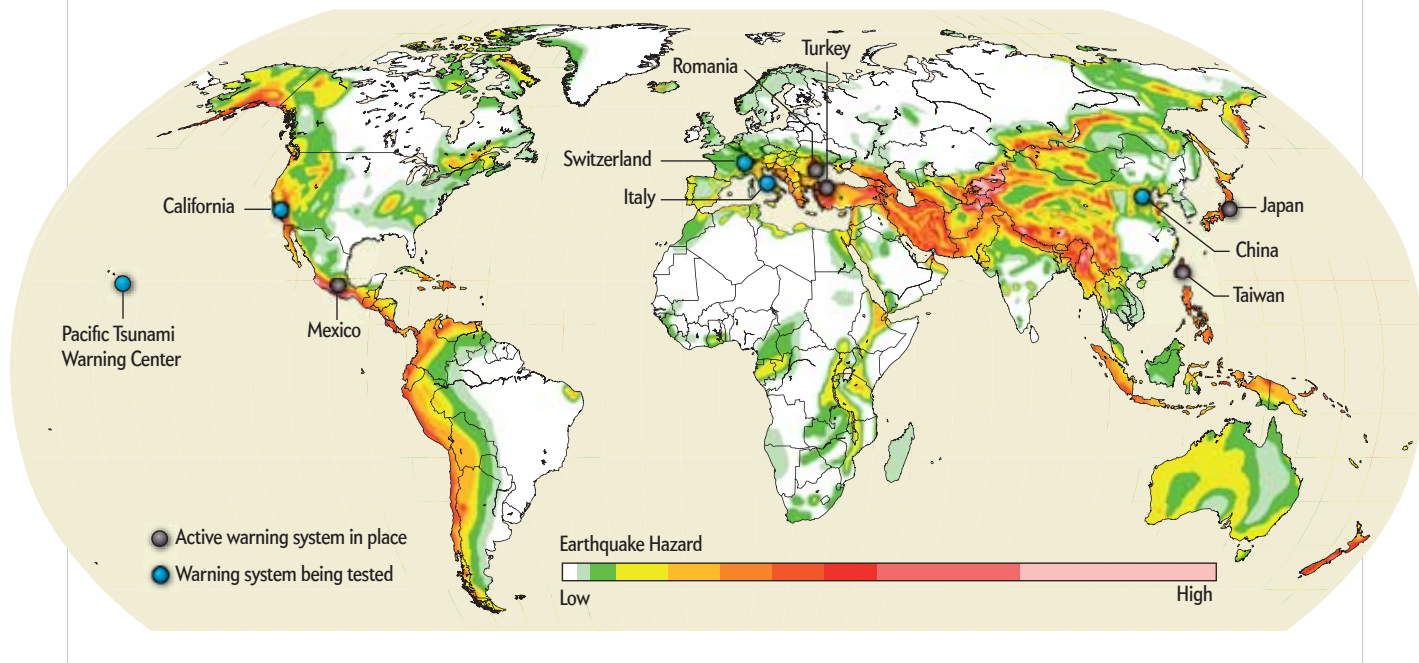 Turkey
Romania
Switzerland
Italy
California
Japan
China
Taiwan
Mexico
Pacific Tsunami
Warning Center
Active warning system in place
Warning system being tested
Earthquake Hazard
Low
High